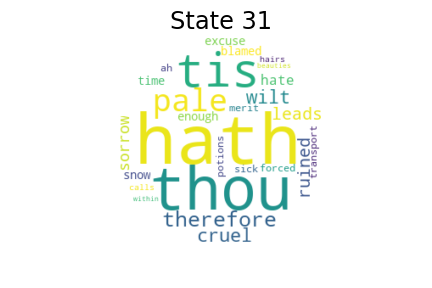 State 31
excuse
blamed
hairs
beauties
ah
tis
time
hate
pale
wilt
merit
leads
enough
sorrow
hath
transport
ruined
potions
sick
forced
snow
calls
thou
within
therefore
cruel